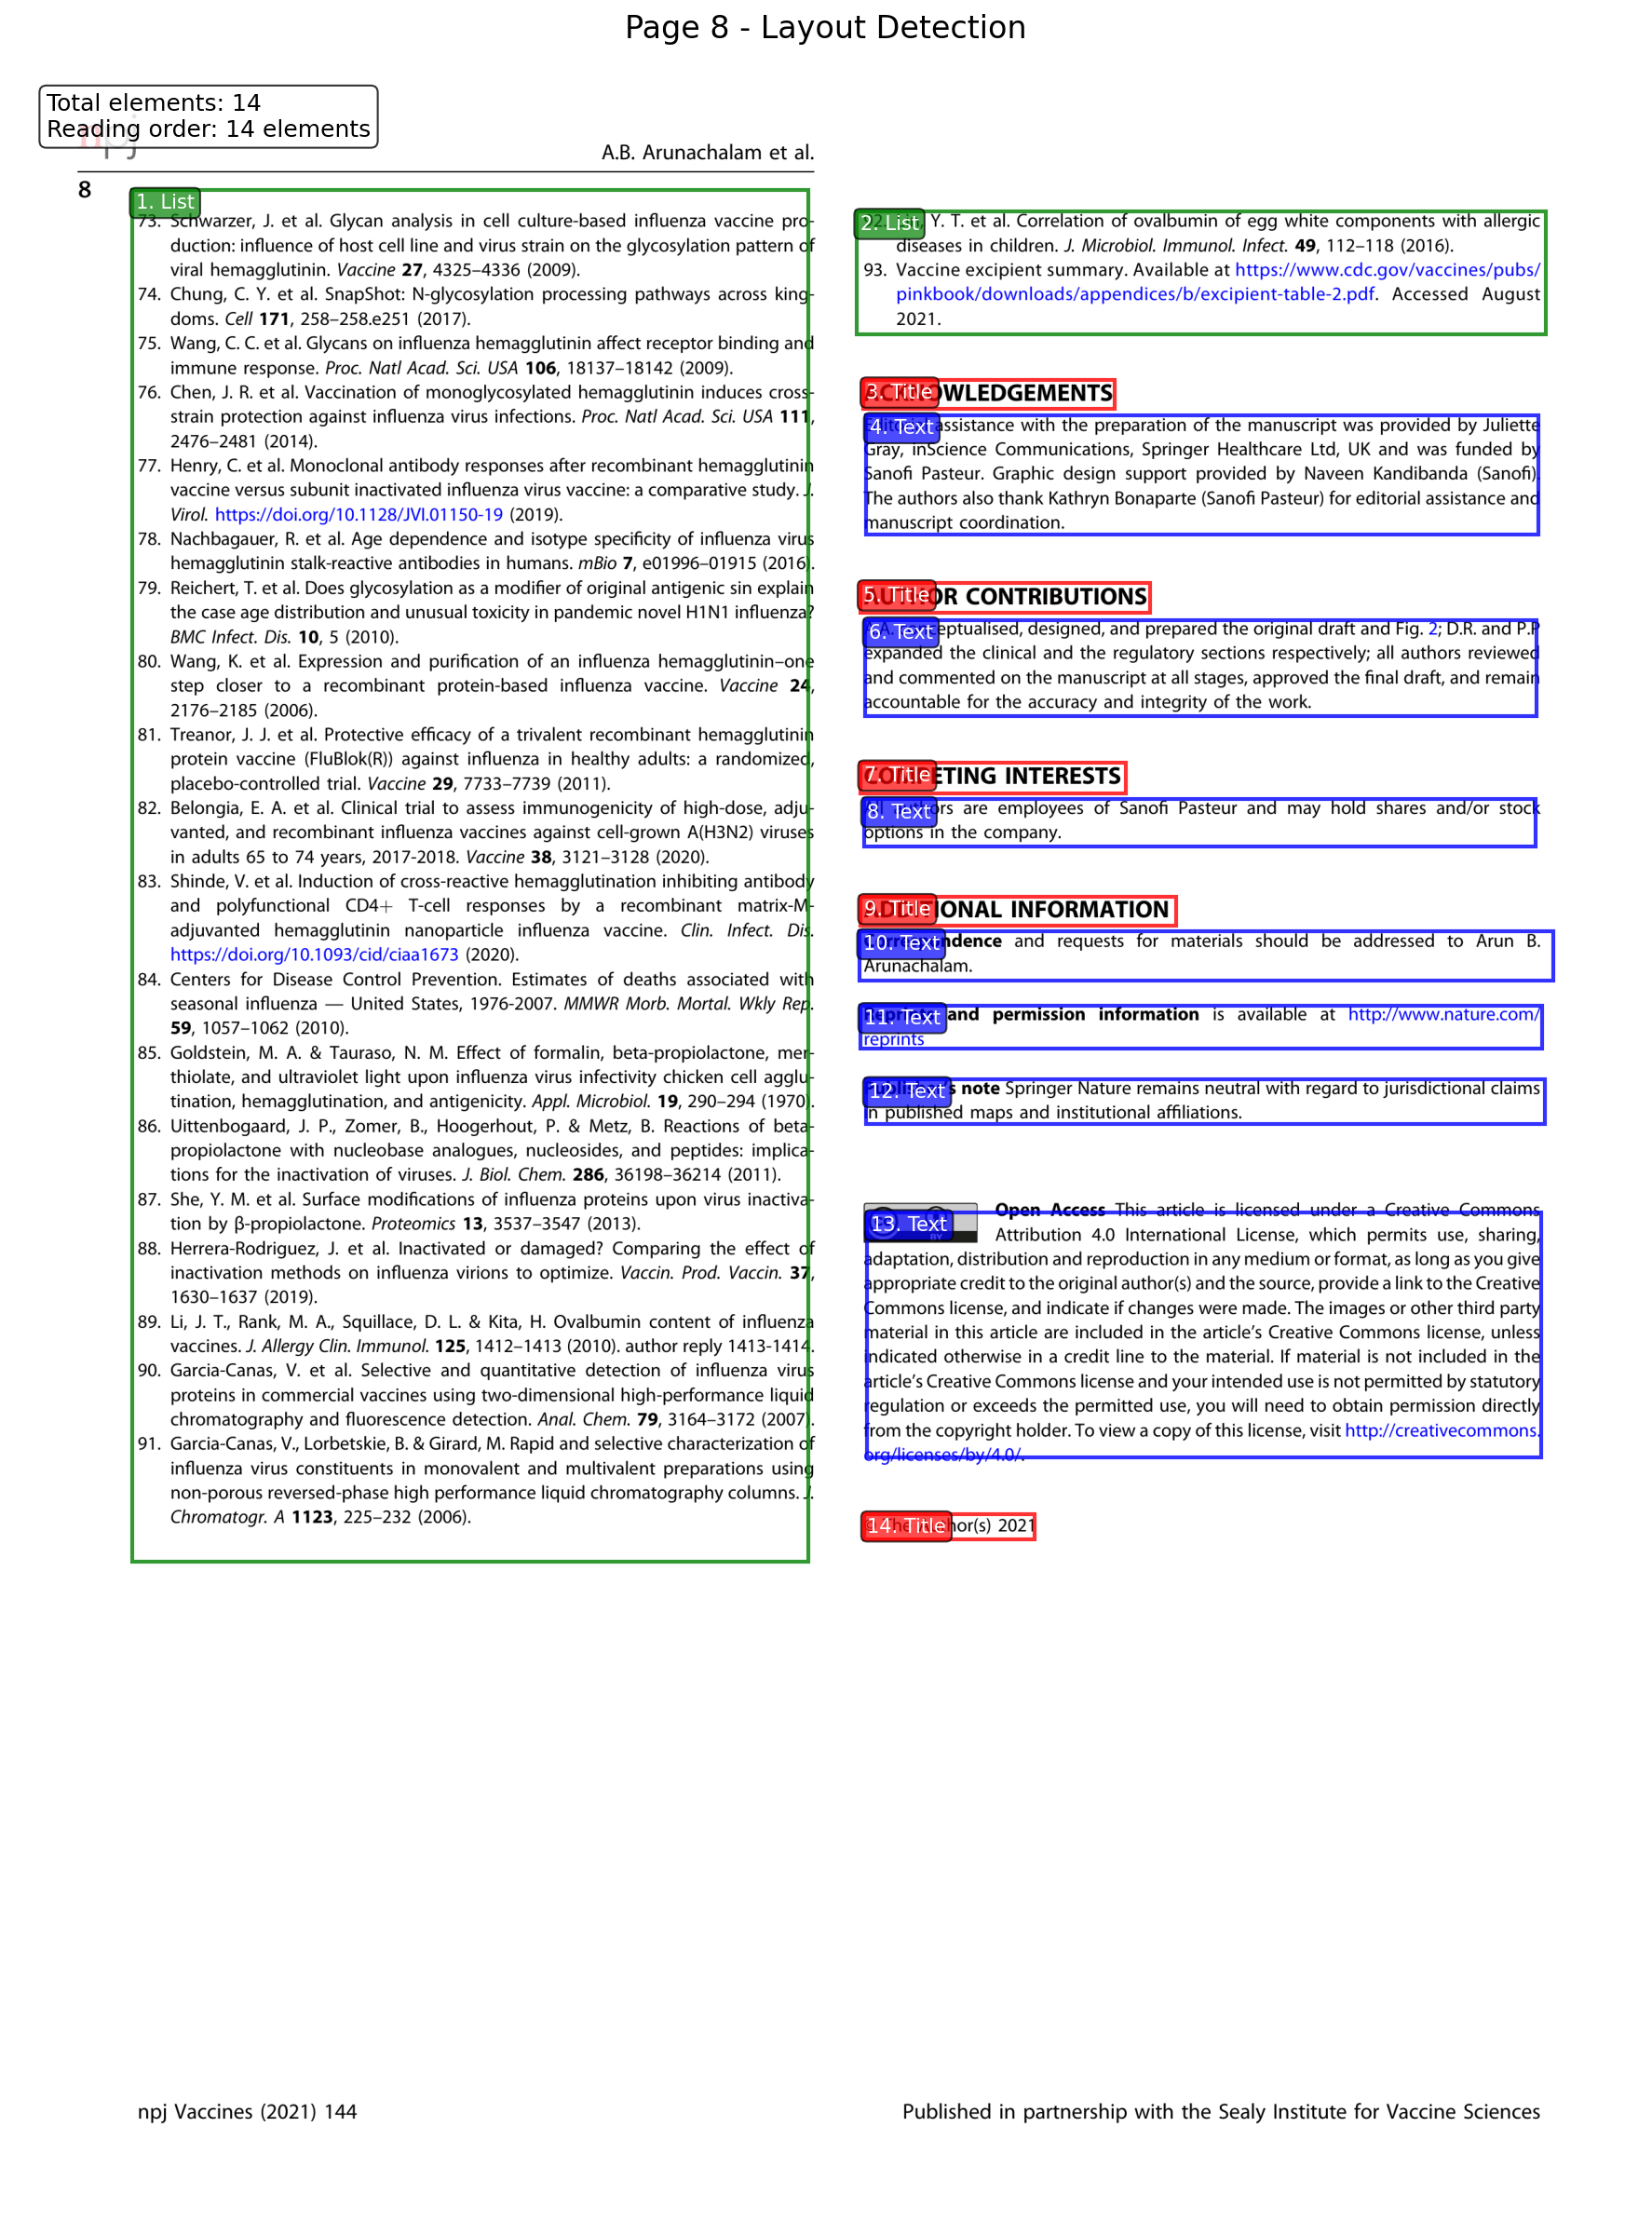 Page 8 - Layout Detection
Total elements: 14
Reading order: 14 elements
npj
A.B. Arunachalam et al.
8
1. List
73. Schwarzer, J. et al. Glycan analysis in cell culture-based influenza vaccine pro-
duction: influence of host cell line and virus strain on the glycosylation pattern of
viral hemagglutinin. Vaccine 27, 4325–4336 (2009).
74. Chung, C. Y. et al. SnapShot: N-glycosylation processing pathways across king-
doms. Cell 171, 258–258.e251 (2017).
75. Wang, C. C. et al. Glycans on influenza hemagglutinin affect receptor binding and
immune response. Proc. Natl Acad. Sci. USA 106, 18137–18142 (2009).
76. Chen, J. R. et al. Vaccination of monoglycosylated hemagglutinin induces cross-
strain protection against influenza virus infections. Proc. Natl Acad. Sci. USA 111,
2476–2481 (2014).
77. Henry, C. et al. Monoclonal antibody responses after recombinant hemagglutinin
vaccine versus subunit inactivated influenza virus vaccine: a comparative study. J.
Virol. https://doi.org/10.1128/JVI.01150-19 (2019).
78. Nachbagauer, R. et al. Age dependence and isotype specificity of influenza virus
hemagglutinin stalk-reactive antibodies in humans. mBio 7, e01996–01915 (2016).
79. Reichert, T. et al. Does glycosylation as a modifier of original antigenic sin explain
the case age distribution and unusual toxicity in pandemic novel H1N1 influenza?
BMC Infect. Dis. 10, 5 (2010).
80. Wang, K. et al. Expression and purification of an influenza hemagglutinin–one
step closer to a recombinant protein-based influenza vaccine. Vaccine 24,
2176–2185 (2006).
81. Treanor, J. J. et al. Protective efficacy of a trivalent recombinant hemagglutinin
protein vaccine (FluBlok(R)) against influenza in healthy adults: a randomized,
placebo-controlled trial. Vaccine 29, 7733–7739 (2011).
82. Belongia, E. A. et al. Clinical trial to assess immunogenicity of high-dose, adju-
vanted, and recombinant influenza vaccines against cell-grown A(H3N2) viruses
in adults 65 to 74 years, 2017-2018. Vaccine 38, 3121–3128 (2020).
83. Shinde, V. et al. Induction of cross-reactive hemagglutination inhibiting antibody
and polyfunctional CD4+ T-cell responses by a recombinant matrix-M-
adjuvanted hemagglutinin nanoparticle influenza vaccine. Clin. Infect. Dis.
https://doi.org/10.1093/cid/ciaa1673 (2020).
84. Centers for Disease Control Prevention. Estimates of deaths associated with
seasonal influenza — United States, 1976-2007. MMWR Morb. Mortal. Wkly Rep.
59, 1057–1062 (2010).
85. Goldstein, M. A. & Tauraso, N. M. Effect of formalin, beta-propiolactone, mer-
thiolate, and ultraviolet light upon influenza virus infectivity chicken cell agglu-
tination, hemagglutination, and antigenicity. Appl. Microbiol. 19, 290–294 (1970).
86. Uittenbogaard, J. P., Zomer, B., Hoogerhout, P. & Metz, B. Reactions of beta-
propiolactone with nucleobase analogues, nucleosides, and peptides: implica-
tions for the inactivation of viruses. J. Biol. Chem. 286, 36198–36214 (2011).
87. She, Y. M. et al. Surface modifications of influenza proteins upon virus inactiva-
tion by β-propiolactone. Proteomics 13, 3537–3547 (2013).
88. Herrera-Rodriguez, J. et al. Inactivated or damaged? Comparing the effect of
inactivation methods on influenza virions to optimize. Vaccin. Prod. Vaccin. 37,
1630–1637 (2019).
89. Li, J. T., Rank, M. A., Squillace, D. L. & Kita, H. Ovalbumin content of influenza
vaccines. J. Allergy Clin. Immunol. 125, 1412–1413 (2010). author reply 1413-1414.
90. Garcia-Canas, V. et al. Selective and quantitative detection of influenza virus
proteins in commercial vaccines using two-dimensional high-performance liquid
chromatography and fluorescence detection. Anal. Chem. 79, 3164–3172 (2007).
91. Garcia-Canas, V., Lorbetskie, B. & Girard, M. Rapid and selective characterization of
influenza virus constituents in monovalent and multivalent preparations using
non-porous reversed-phase high performance liquid chromatography columns. J.
Chromatogr. A 1123, 225–232 (2006).
2. List
Y. T. et al. Correlation of ovalbumin of egg white components with allergic
diseases in children. J. Microbiol. Immunol. Infect. 49, 112–118 (2016).
93. Vaccine excipient summary. Available at https://www.cdc.gov/vaccines/pubs/
pinkbook/downloads/appendices/b/excipient-table-2.pdf. Accessed August
2021.
3. Title
ACKNOWLEDGEMENTS
4. Text
assistance with the preparation of the manuscript was provided by Juliette
Gray, inScience Communications, Springer Healthcare Ltd, UK and was funded by
Sanofi Pasteur. Graphic design support provided by Naveen Kandibanda (Sanofi).
The authors also thank Kathryn Bonaparte (Sanofi Pasteur) for editorial assistance and
manuscript coordination.
5. Title
AUTHOR CONTRIBUTIONS
6. Text
conceptualised, designed, and prepared the original draft and Fig. 2; D.R. and P.P
expanded the clinical and the regulatory sections respectively; all authors reviewed
and commented on the manuscript at all stages, approved the final draft, and remain
accountable for the accuracy and integrity of the work.
7. Title
COMPETING INTERESTS
8. Text
All authors are employees of Sanofi Pasteur and may hold shares and/or stock
options in the company.
9. Title
ADDITIONAL INFORMATION
10. Text
Correspondence and requests for materials should be addressed to Arun B.
Arunachalam.
11. Text
Reprints and permission information is available at http://www.nature.com/
reprints
12. Text
Publisher's note Springer Nature remains neutral with regard to jurisdictional claims
in published maps and institutional affiliations.
13. Text
BY
Open Access This article is licensed under a Creative Commons
Attribution 4.0 International License, which permits use, sharing,
adaptation, distribution and reproduction in any medium or format, as long as you give
appropriate credit to the original author(s) and the source, provide a link to the Creative
Commons license, and indicate if changes were made. The images or other third party
material in this article are included in the article's Creative Commons license, unless
indicated otherwise in a credit line to the material. If material is not included in the
article's Creative Commons license and your intended use is not permitted by statutory
regulation or exceeds the permitted use, you will need to obtain permission directly
from the copyright holder. To view a copy of this license, visit http://creativecommons.
org/licenses/by/4.0/.
14. Title
© The Author(s) 2021
npj Vaccines (2021) 144
Published in partnership with the Sealy Institute for Vaccine Sciences